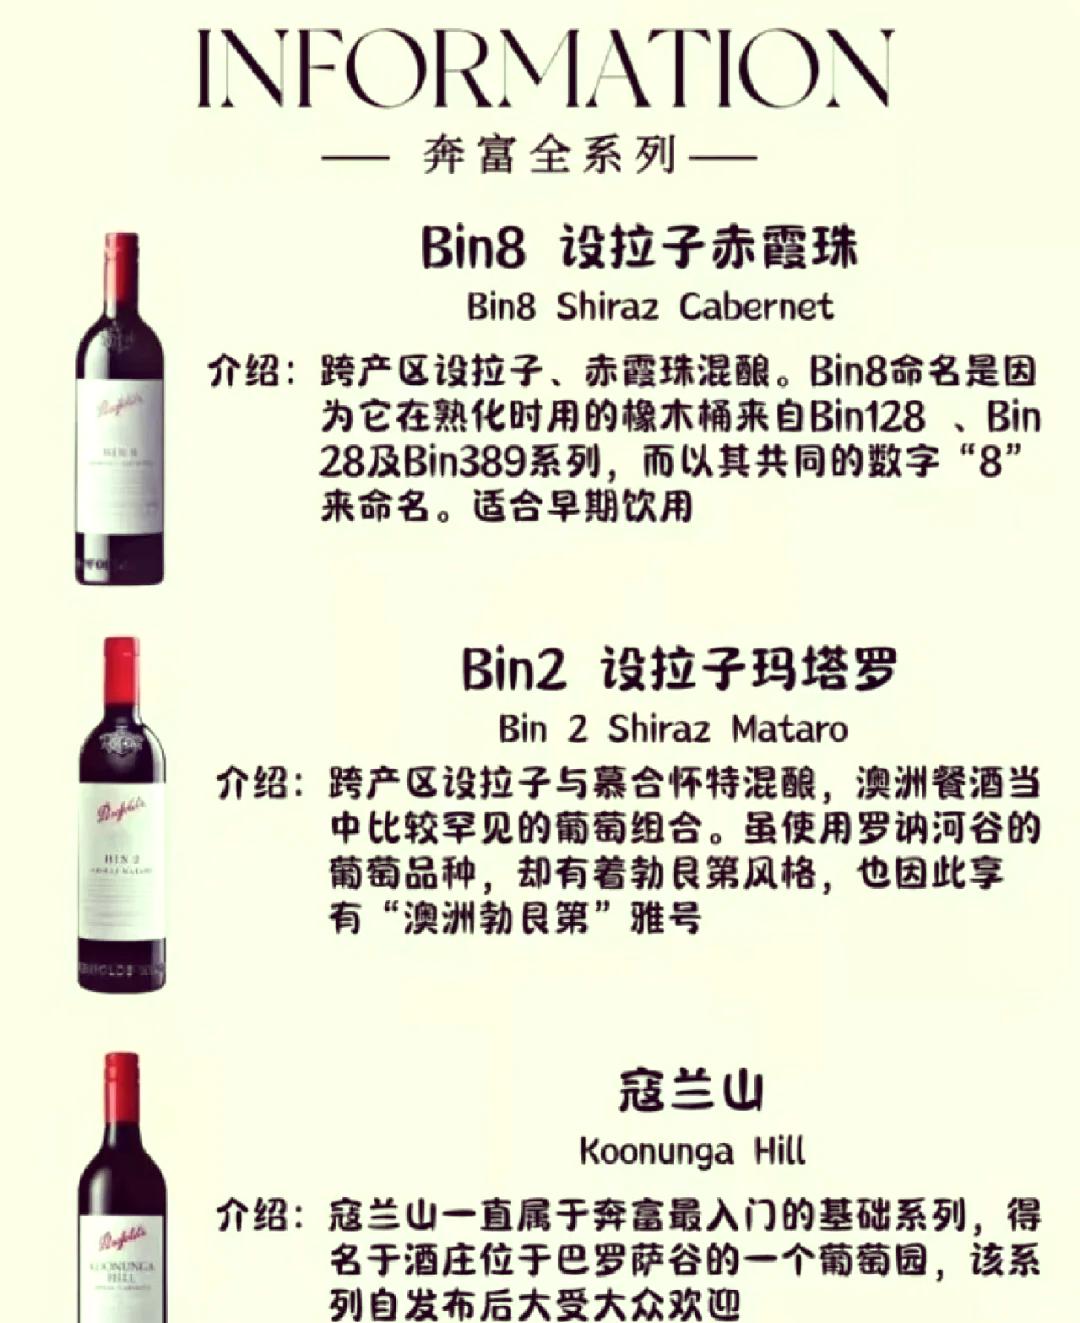 INFORMATION
奔富全系列
Bin8 设拉子赤霞珠
Bin8 Shiraz Cabernet
介绍：跨产区设拉子、赤霞珠混酿。Bin8命名是因
为它在熟化时用的橡木桶来自Bin128 、Bin
28及Bin389系列，而以其共同的数字“8”
来命名。适合早期饮用
Penfolds
BIN 8
Bin2 设拉子玛塔罗
Bin 2 Shiraz Mataro
介绍：跨产区设拉子与慕合怀特混酿，澳洲餐酒当
中比较罕见的葡萄组合。虽使用罗讷河谷的
葡萄品种，却有着勃艮第风格，也因此享
有“澳洲勃艮第”雅号
Penfolds
BIN 2
SHIRAZ MATARO
寇兰山
Koonunga Hill
介绍：寇兰山一直属于奔富最入门的基础系列，得
名于酒庄位于巴罗萨谷的一个葡萄园，该系
列自发布后大受大众欢迎
Penfolds
KOONUNGA
HILL